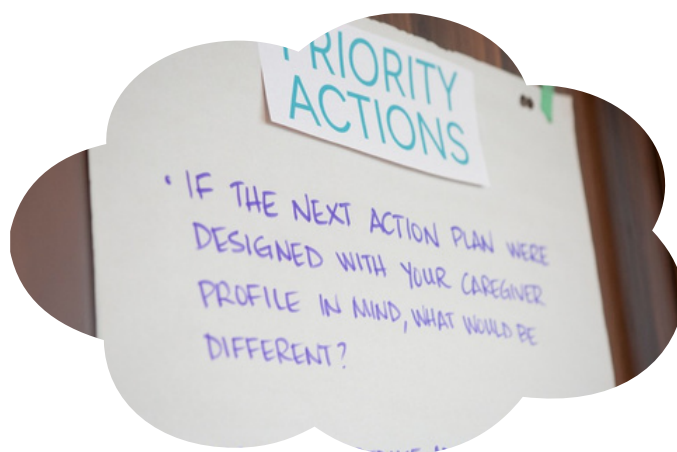 PRIORITY
ACTIONS
• IF THE NEXT ACTION PLAN WERE
DESIGNED WITH YOUR CAREGIVER
PROFILE IN MIND, WHAT WOULD BE
DIFFERENT?